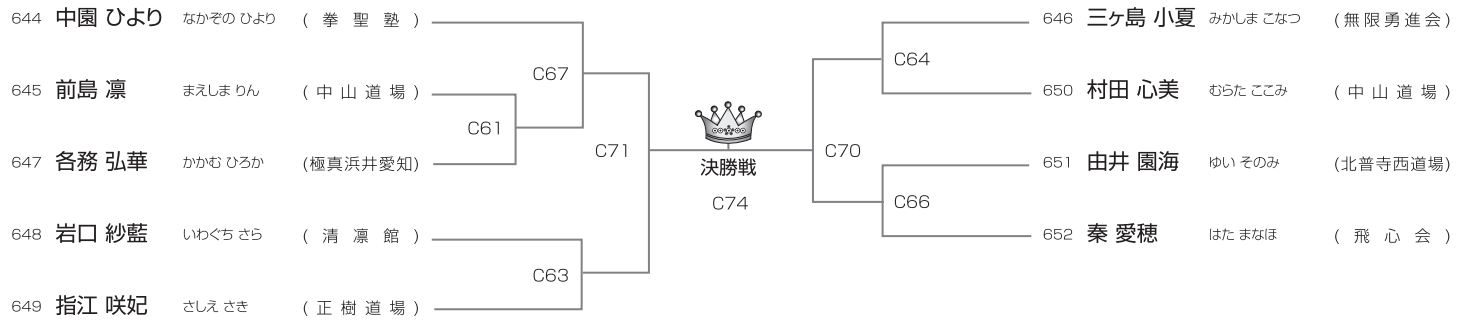 644 中園 ひより なかぞの ひより (拳聖塾)
C67
645 前島 凛 まえしま りん (中山道場)
C61
647 各務 弘華 かかむ ひろか (極真浜井愛知)
C71
648 岩口 紗藍 いわぐち さら (清凛館)
C63
649 指江 咲妃 さしえ さき (正樹道場)
決勝戦
C74
646 三ヶ島 小夏 みかしま こなつ (無限勇進会)
C64
650 村田 心美 むらた ここみ (中山道場)
C70
651 由井 園海 ゆい そのみ (北普寺西道場)
C66
652 秦 愛穂 はた まなほ (飛心会)